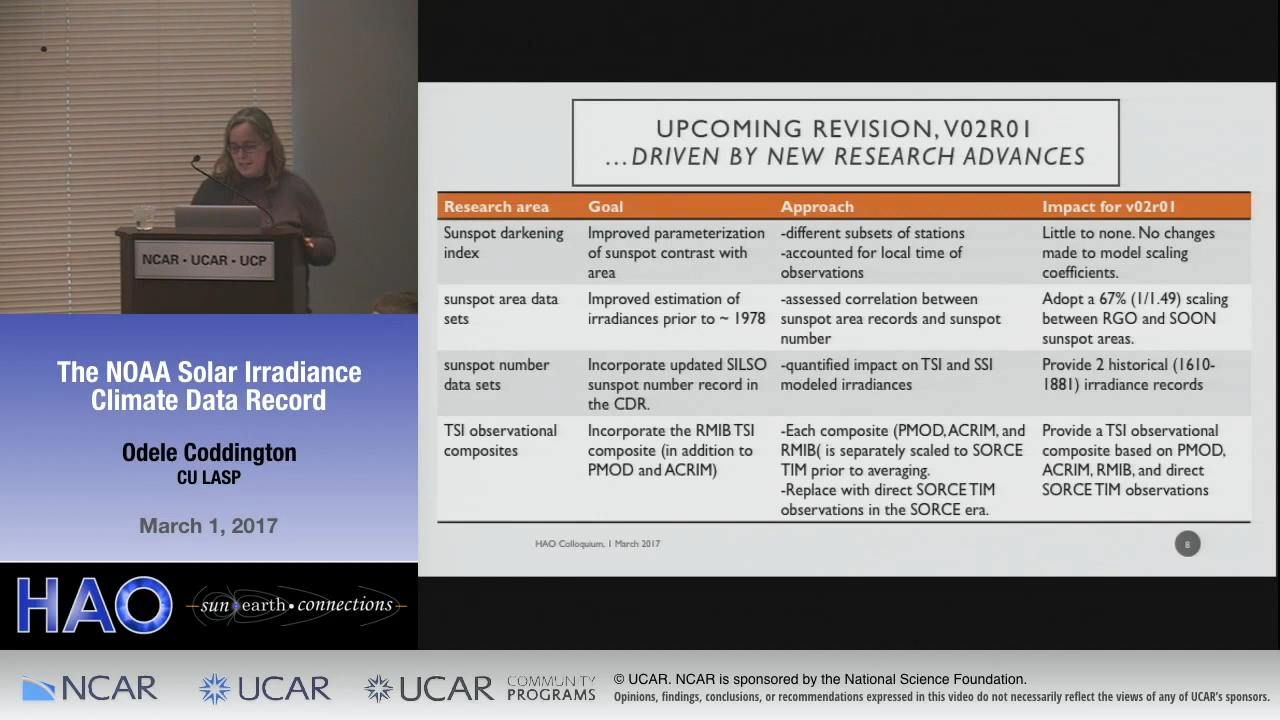 NCAR · UCAR · UCP
The NOAA Solar Irradiance
Climate Data Record
Odele Coddington
CU LASP
March 1, 2017
HAO
sun earth • connections
UPCOMING REVISION, V02R01
...DRIVEN BY NEW RESEARCH ADVANCES
Research area Goal Approach Impact for v02r01
Sunspot darkening
index
Improved parameterization
of sunspot contrast with
area
-different subsets of stations
-accounted for local time of
observations
Little to none. No changes
made to model scaling
coefficients.
sunspot area data
sets
Improved estimation of
irradiances prior to ~ 1978
-assessed correlation between
sunspot area records and sunspot
number
Adopt a 67% (1/1.49) scaling
between RGO and SOON
sunspot areas.
sunspot number
data sets
Incorporate updated SILSO
sunspot number record in
the CDR.
-quantified impact on TSI and SSI
modeled irradiances
Provide 2 historical (1610-
1881) irradiance records
TSI observational
composites
Incorporate the RMIB TSI
composite (in addition to
PMOD and ACRIM)
-Each composite (PMOD, ACRIM, and
RMIB( is separately scaled to SORCE
TIM prior to averaging.
-Replace with direct SORCE TIM
observations in the SORCE era.
Provide a TSI observational
composite based on PMOD,
ACRIM, RMIB, and direct
SORCE TIM observations
HAO Colloquium, 1 March 2017
8
NCAR
UCAR
UCAR
COMMUNITY
PROGRAMS
© UCAR. NCAR is sponsored by the National Science Foundation.
Opinions, findings, conclusions, or recommendations expressed in this video do not necessarily reflect the views of any of UCAR's sponsors.